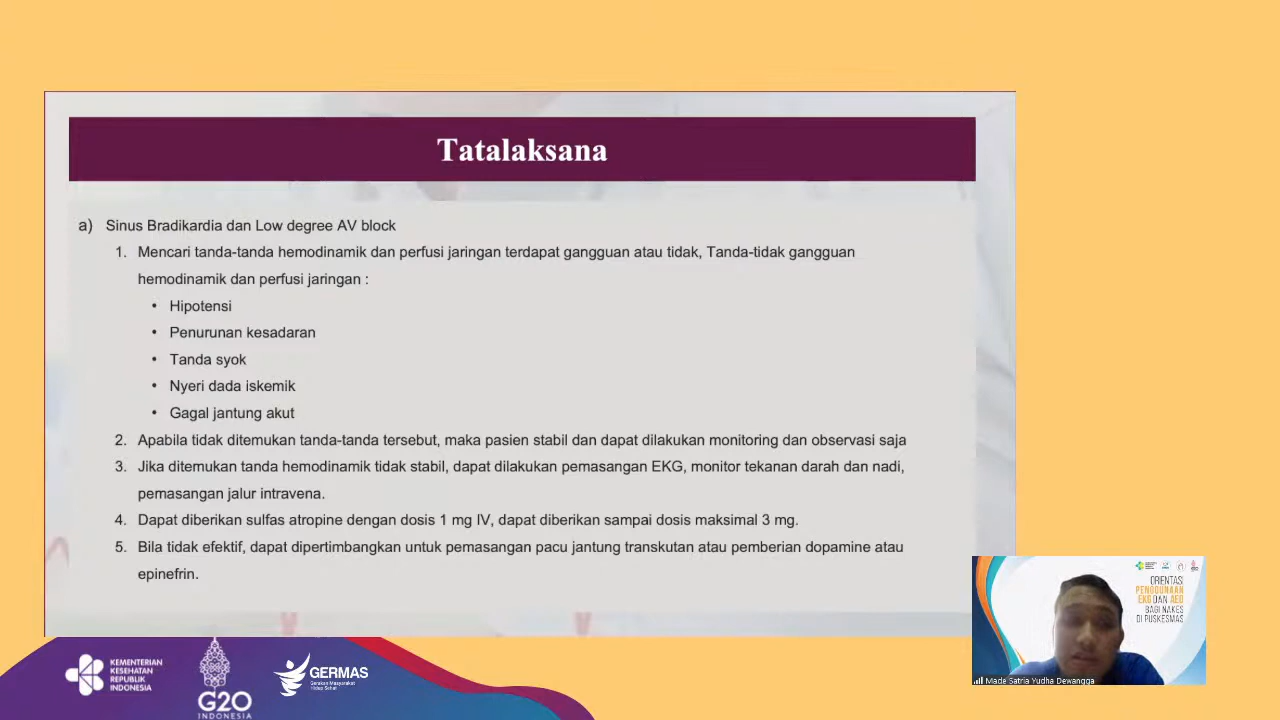 Tatalaksana
a) Sinus Bradikardia dan Low degree AV block
1. Mencari tanda-tanda hemodinamik dan perfusi jaringan terdapat gangguan atau tidak, Tanda-tidak gangguan
hemodinamik dan perfusi jaringan :
• Hipotensi
• Penurunan kesadaran
• Tanda syok
• Nyeri dada iskemik
• Gagal jantung akut
2. Apabila tidak ditemukan tanda-tanda tersebut, maka pasien stabil dan dapat dilakukan monitoring dan observasi saja
3. Jika ditemukan tanda hemodinamik tidak stabil, dapat dilakukan pemasangan EKG, monitor tekanan darah dan nadi,
pemasangan jalur intravena.
4. Dapat diberikan sulfas atropine dengan dosis 1 mg IV, dapat diberikan sampai dosis maksimal 3 mg.
5. Bila tidak efektif, dapat dipertimbangkan untuk pemasangan pacu jantung transkutan atau pemberian dopamine atau
epinefrin.
ORIENTASI
PENGGUNAAN
EKG DAN AED
BAGI NAKES
DI PUSKESMAS
Made Satria Yudha Dewangga
KEMENTERIAN
KESEHATAN
REPUBLIK
INDONESIA
G20
INDONESIA
GERMAS
Gerakan Masyarakat
Hidup Sehat